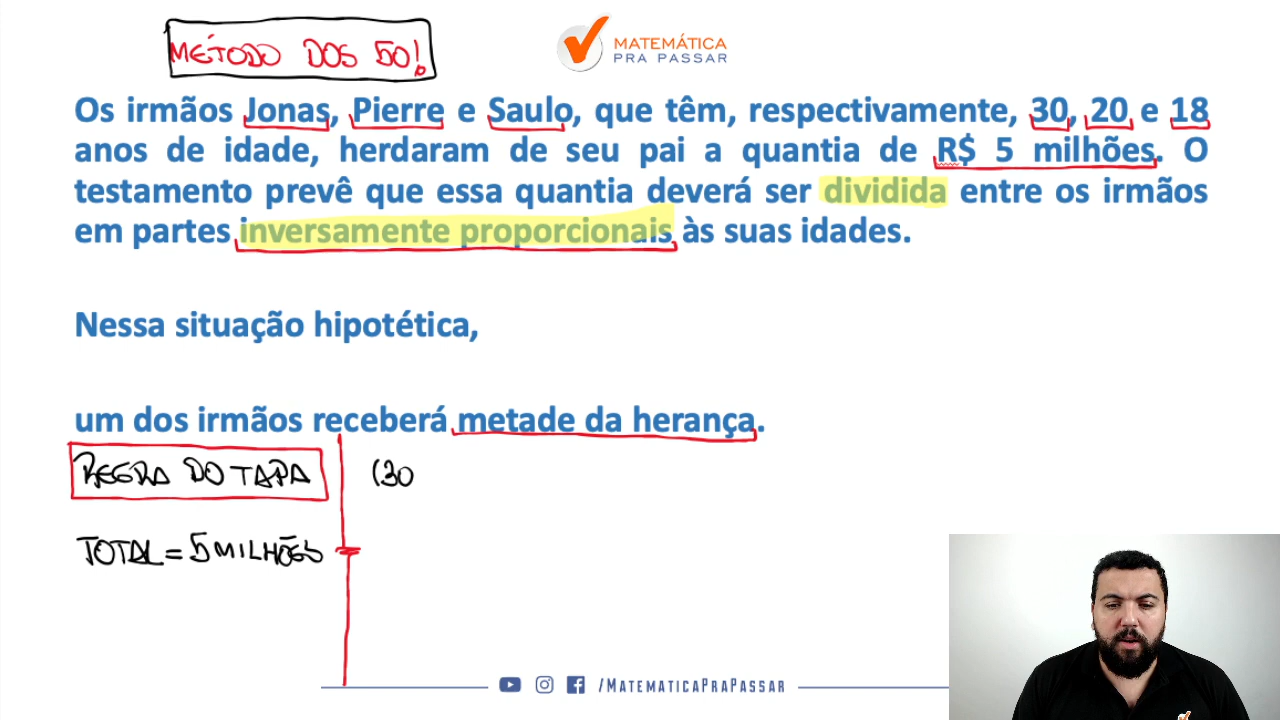 MÉTODO DOS 50!
MATEMÁTICA
PRA PASSAR
Os irmãos Jonas, Pierre e Saulo, que têm, respectivamente, 30, 20 e 18
anos de idade, herdaram de seu pai a quantia de R$ 5 milhões. O
testamento prevê que essa quantia deverá ser dividida entre os irmãos
em partes inversamente proporcionais às suas idades.
Nessa situação hipotética,
um dos irmãos receberá metade da herança.
REGRA DO TAPA
(30
TOTAL = 5 MILHÕES
/MATEMATICAPRAPASSAR